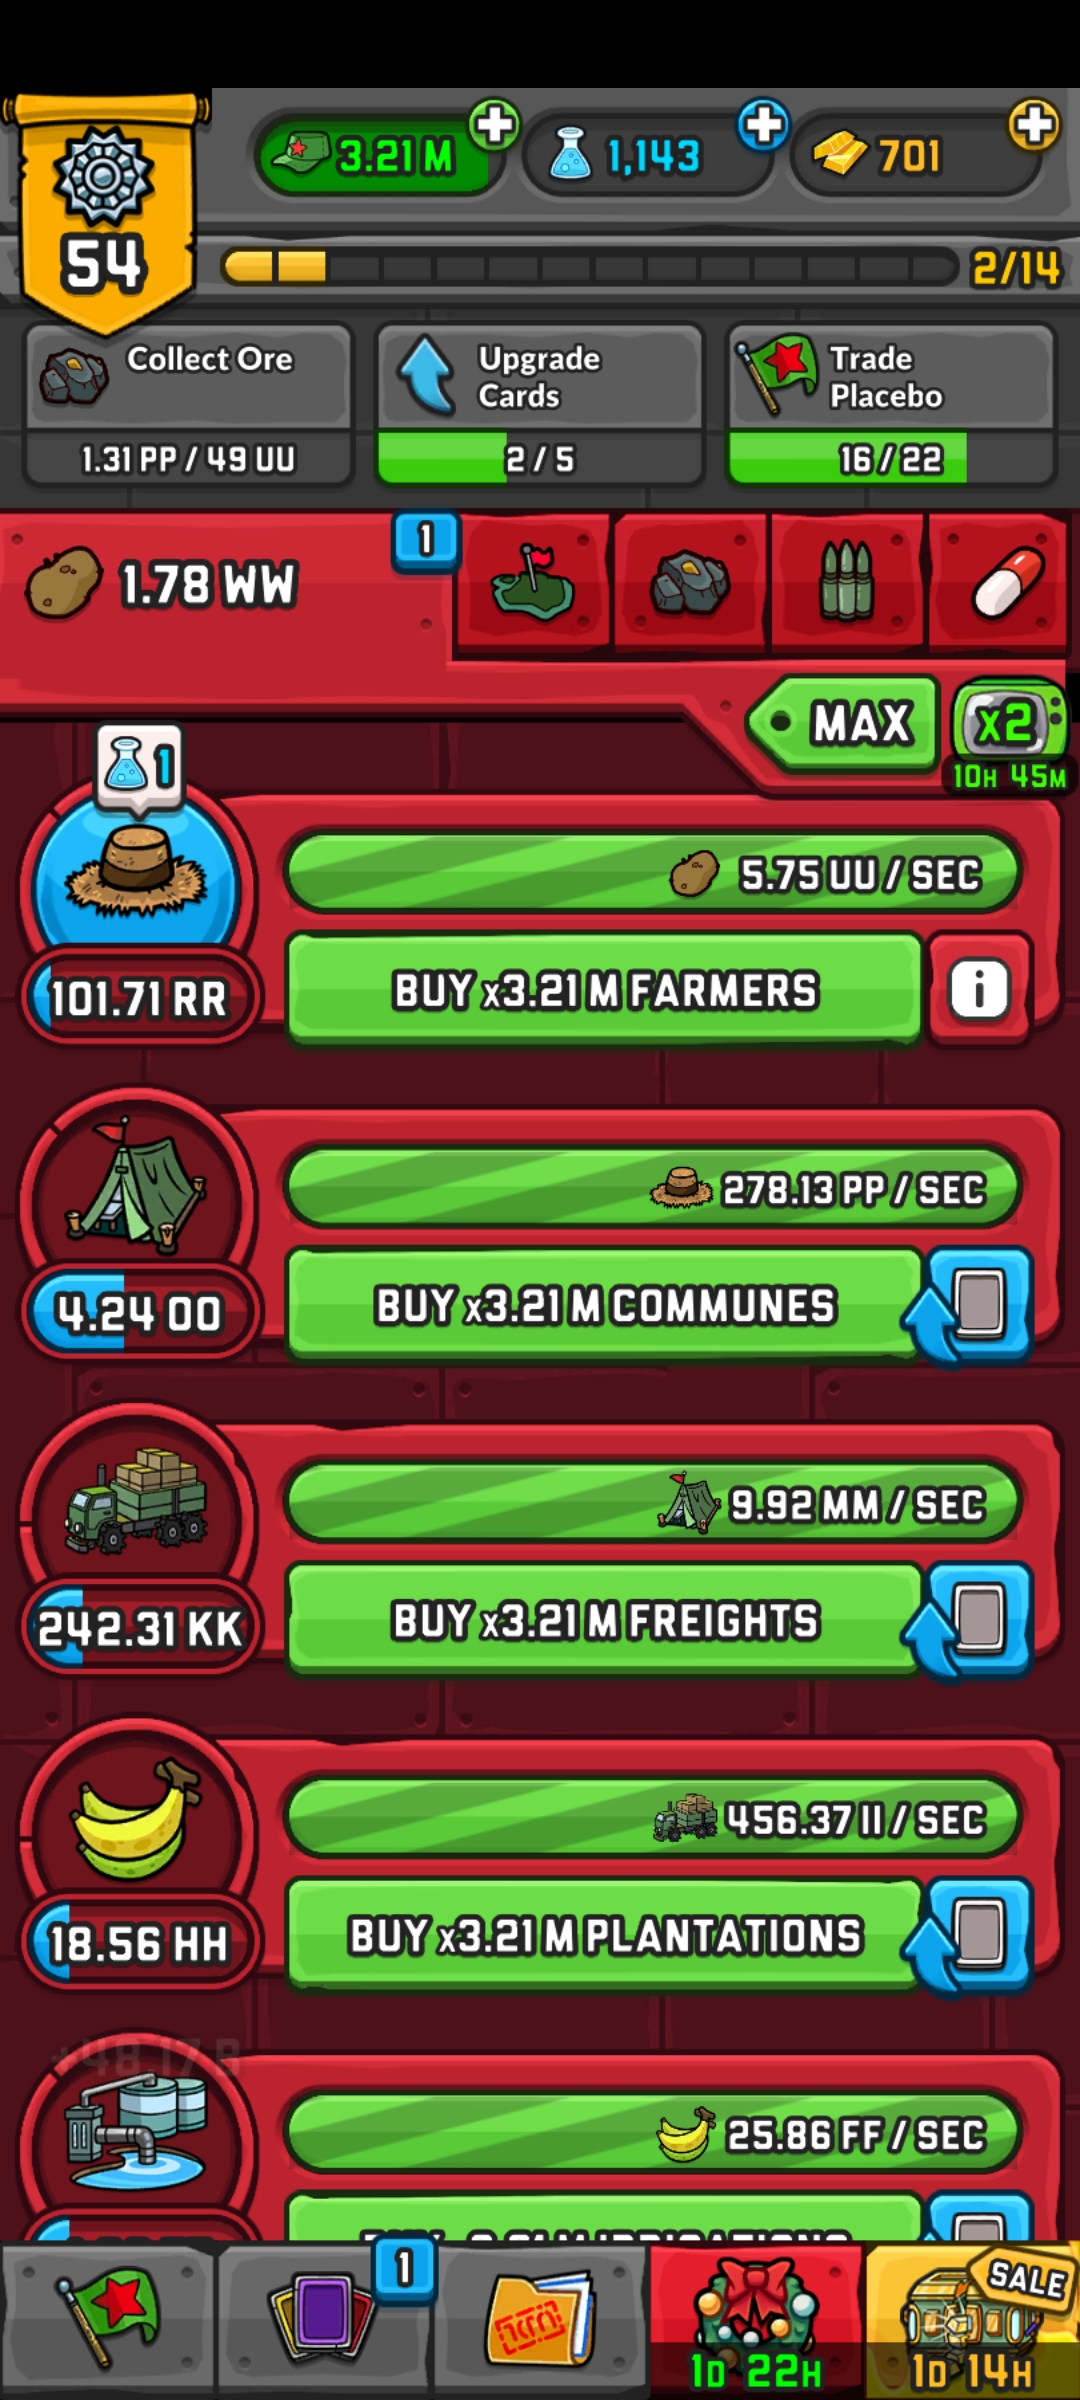 3.21 M
1,143
701
54
2/14
Collect Ore
1.31 PP / 49 UU
Upgrade
Cards
2 / 5
Trade
Placebo
16 / 22
1.78 WW
1
MAX
x2
10H 45M
1
5.75 UU / SEC
101.71 RR
BUY x3.21 M FARMERS
i
278.13 PP / SEC
4.24 OO
BUY x3.21 M COMMUNES
9.92 MM / SEC
242.31 KK
BUY x3.21 M FREIGHTS
456.37 II / SEC
18.56 HH
BUY x3.21 M PLANTATIONS
+48.17 B
25.86 FF / SEC
1
SALE
1D 22H
1D 14H